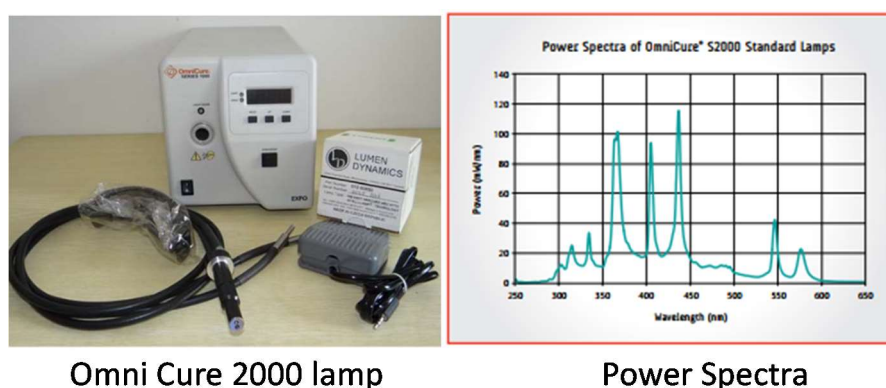 OmniCure
LUMEN
DYNAMICS
EXFO
Power Spectra of OmniCure® S2000 Standard Lamps
140
120
100
80
60
40
20
0
Power (mW/nm)
250 300 350 400 450 500 550 600 650
Wavelength (nm)
Omni Cure 2000 lamp
Power Spectra